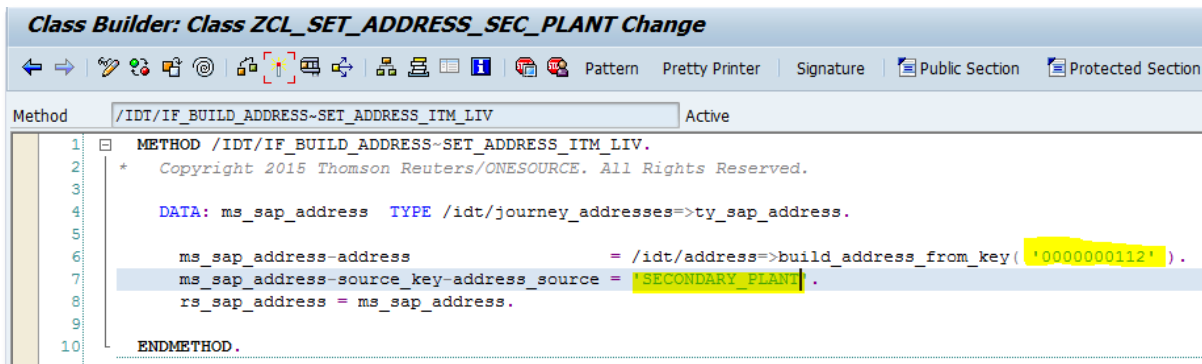 Class Builder: Class ZCL_SET_ADDRESS_SEC_PLANT Change
Pattern Pretty Printer Signature Public Section Protected Section
Method /IDT/IF_BUILD_ADDRESS~SET_ADDRESS_ITM_LIV Active
1 METHOD /IDT/IF_BUILD_ADDRESS~SET_ADDRESS_ITM_LIV.
2 * Copyright 2015 Thomson Reuters/ONESOURCE. All Rights Reserved.
3
4 DATA: ms_sap_address TYPE /idt/journey_addresses=>ty_sap_address.
5
6 ms_sap_address-address = /idt/address=>build_address_from_key( '0000000112' ).
7 ms_sap_address-source_key-address_source = 'SECONDARY_PLANT'.
8 rs_sap_address = ms_sap_address.
9
10 ENDMETHOD.